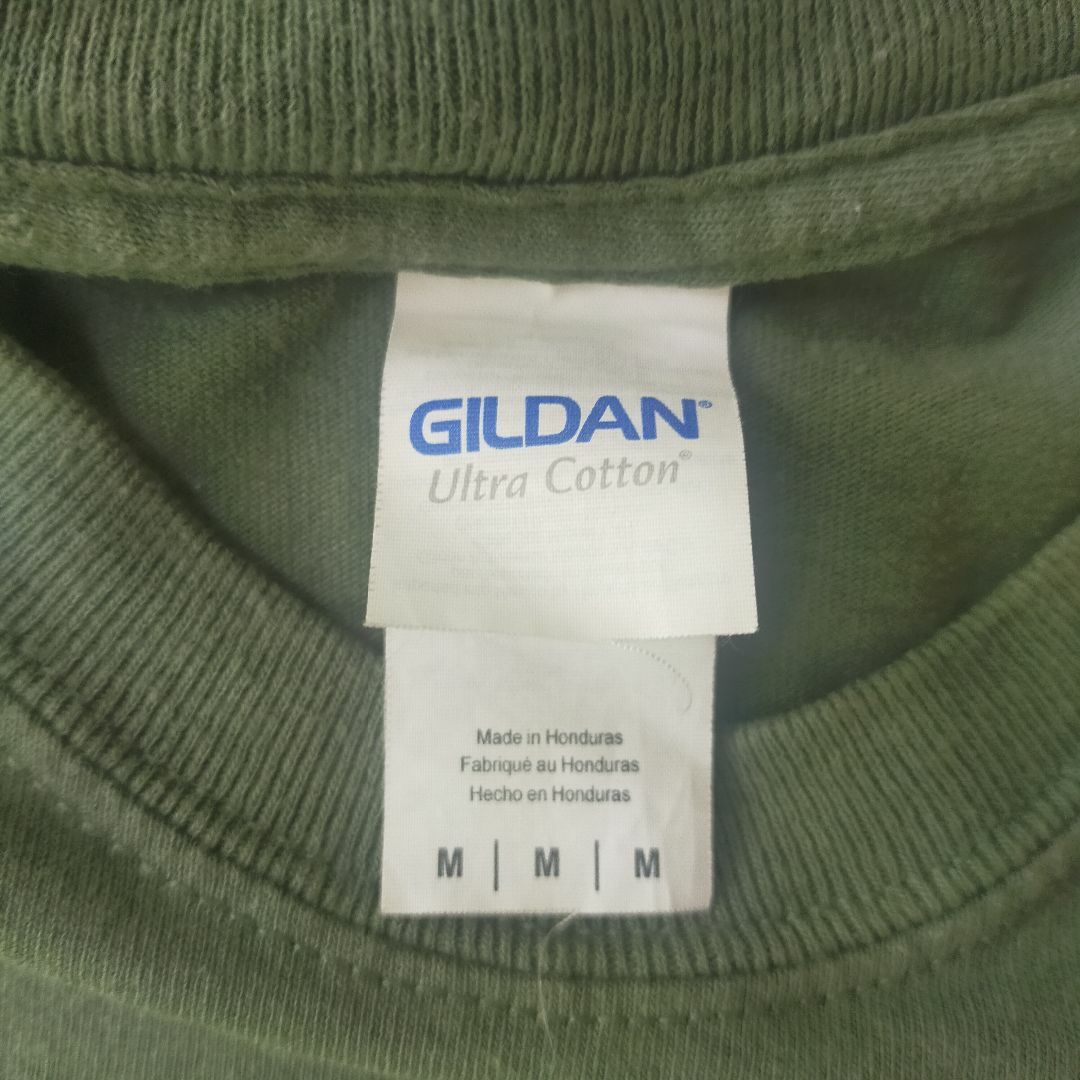 GILDAN®
Ultra Cotton®
Made in Honduras
Fabriqué au Honduras
Hecho en Honduras
M | M | M